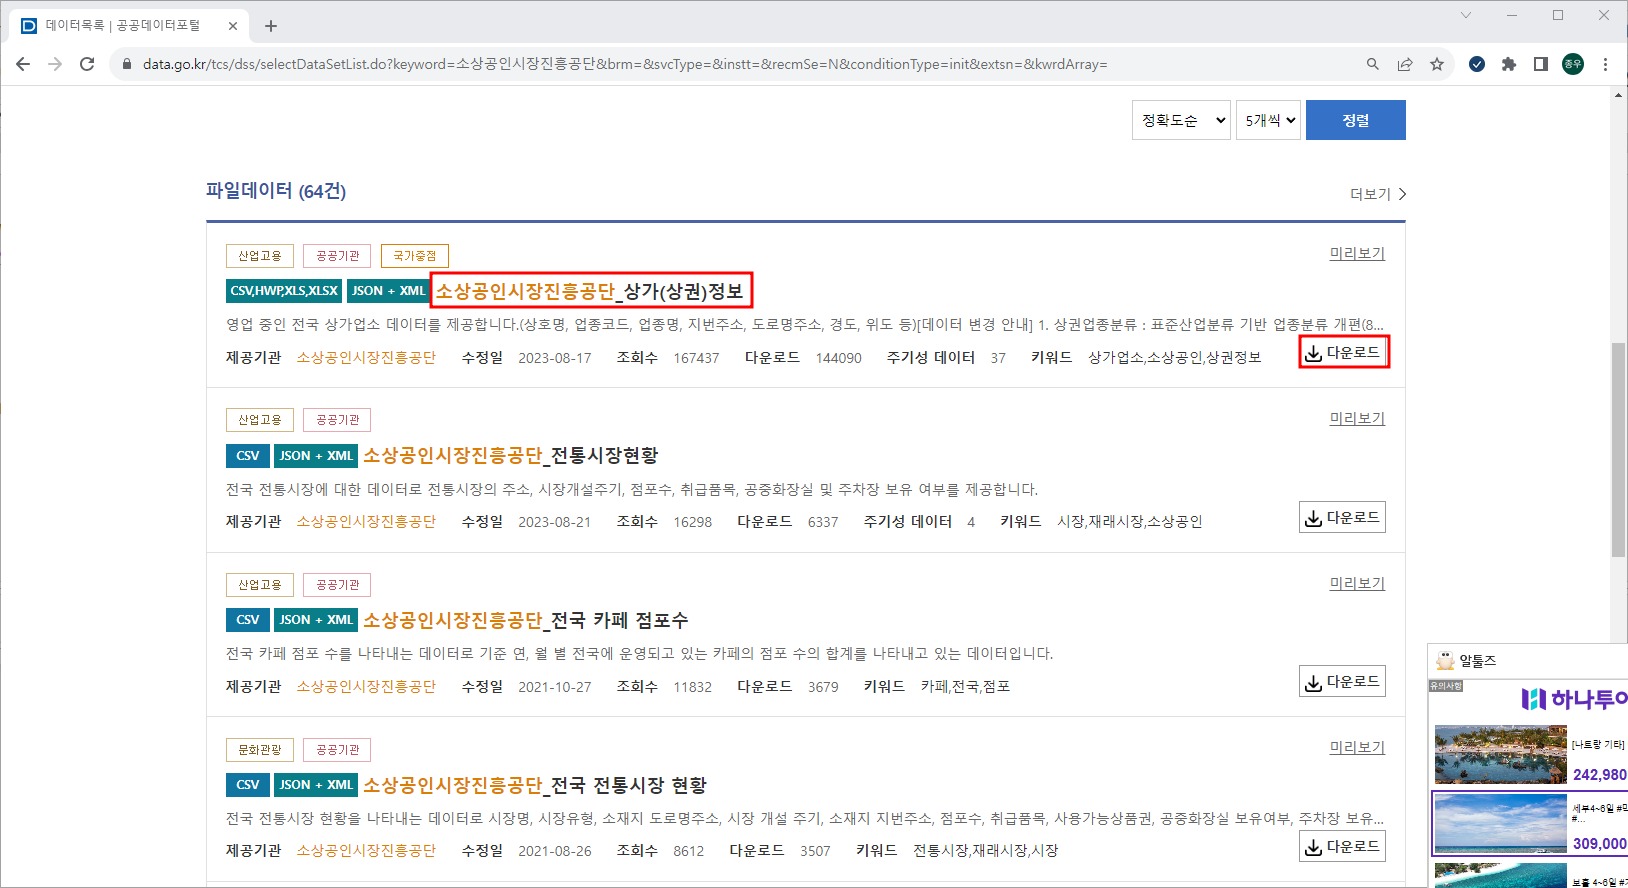 데이터목록 | 공공데이터포털
data.go.kr/tcs/dss/selectDataSetList.do?keyword=소상공인시장진흥공단&brm=&svcType=&instt=&recmSe=N&conditionType=init&extsn=&kwrdArray=
종우
정확도순 5개씩 정렬
파일데이터 (64건) 더보기
산업고용 공공기관 국가중점 미리보기
CSV,HWP,XLS,XLSX JSON + XML 소상공인시장진흥공단_상가(상권)정보
영업 중인 전국 상가업소 데이터를 제공합니다.(상호명, 업종코드, 업종명, 지번주소, 도로명주소, 경도, 위도 등)[데이터 변경 안내] 1. 상권업종분류 : 표준산업분류 기반 업종분류 개편(8...
제공기관 소상공인시장진흥공단 수정일 2023-08-17 조회수 167437 다운로드 144090 주기성 데이터 37 키워드 상가업소,소상공인,상권정보 다운로드
산업고용 공공기관 미리보기
CSV JSON + XML 소상공인시장진흥공단_전통시장현황
전국 전통시장에 대한 데이터로 전통시장의 주소, 시장개설주기, 점포수, 취급품목, 공중화장실 및 주차장 보유 여부를 제공합니다.
제공기관 소상공인시장진흥공단 수정일 2023-08-21 조회수 16298 다운로드 6337 주기성 데이터 4 키워드 시장,재래시장,소상공인 다운로드
산업고용 공공기관 미리보기
CSV JSON + XML 소상공인시장진흥공단_전국 카페 점포수
전국 카페 점포 수를 나타내는 데이터로 기준 연, 월 별 전국에 운영되고 있는 카페의 점포 수의 합계를 나타내고 있는 데이터입니다.
제공기관 소상공인시장진흥공단 수정일 2021-10-27 조회수 11832 다운로드 3679 키워드 카페,전국,점포 다운로드
문화관광 공공기관 미리보기
CSV JSON + XML 소상공인시장진흥공단_전국 전통시장 현황
전국 전통시장 현황을 나타내는 데이터로 시장명, 시장유형, 소재지 도로명주소, 시장 개설 주기, 소재지 지번주소, 점포수, 취급품목, 사용가능상품권, 공중화장실 보유여부, 주차장 보유...
제공기관 소상공인시장진흥공단 수정일 2021-08-26 조회수 8612 다운로드 3507 키워드 전통시장,재래시장,시장 다운로드
알툴즈
유의사항
하나투어
[나트랑 기타]
242,980
세부4~6일
#...
309,000
보홀 4~6일